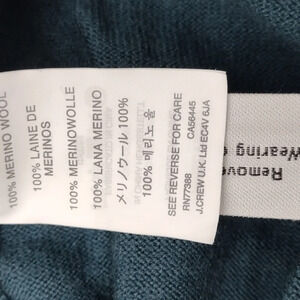 100% MERINO WOOL
100% LAINE DE
MERINOS
100% MERINOWOLLE
100% LANA MERINO
メリノウール100%
100% 메리노 울
SEE REVERSE FOR CARE
RN77388 CA56445
J.CREW U.K. Ltd EC4V 6JA
Remove
Wearing